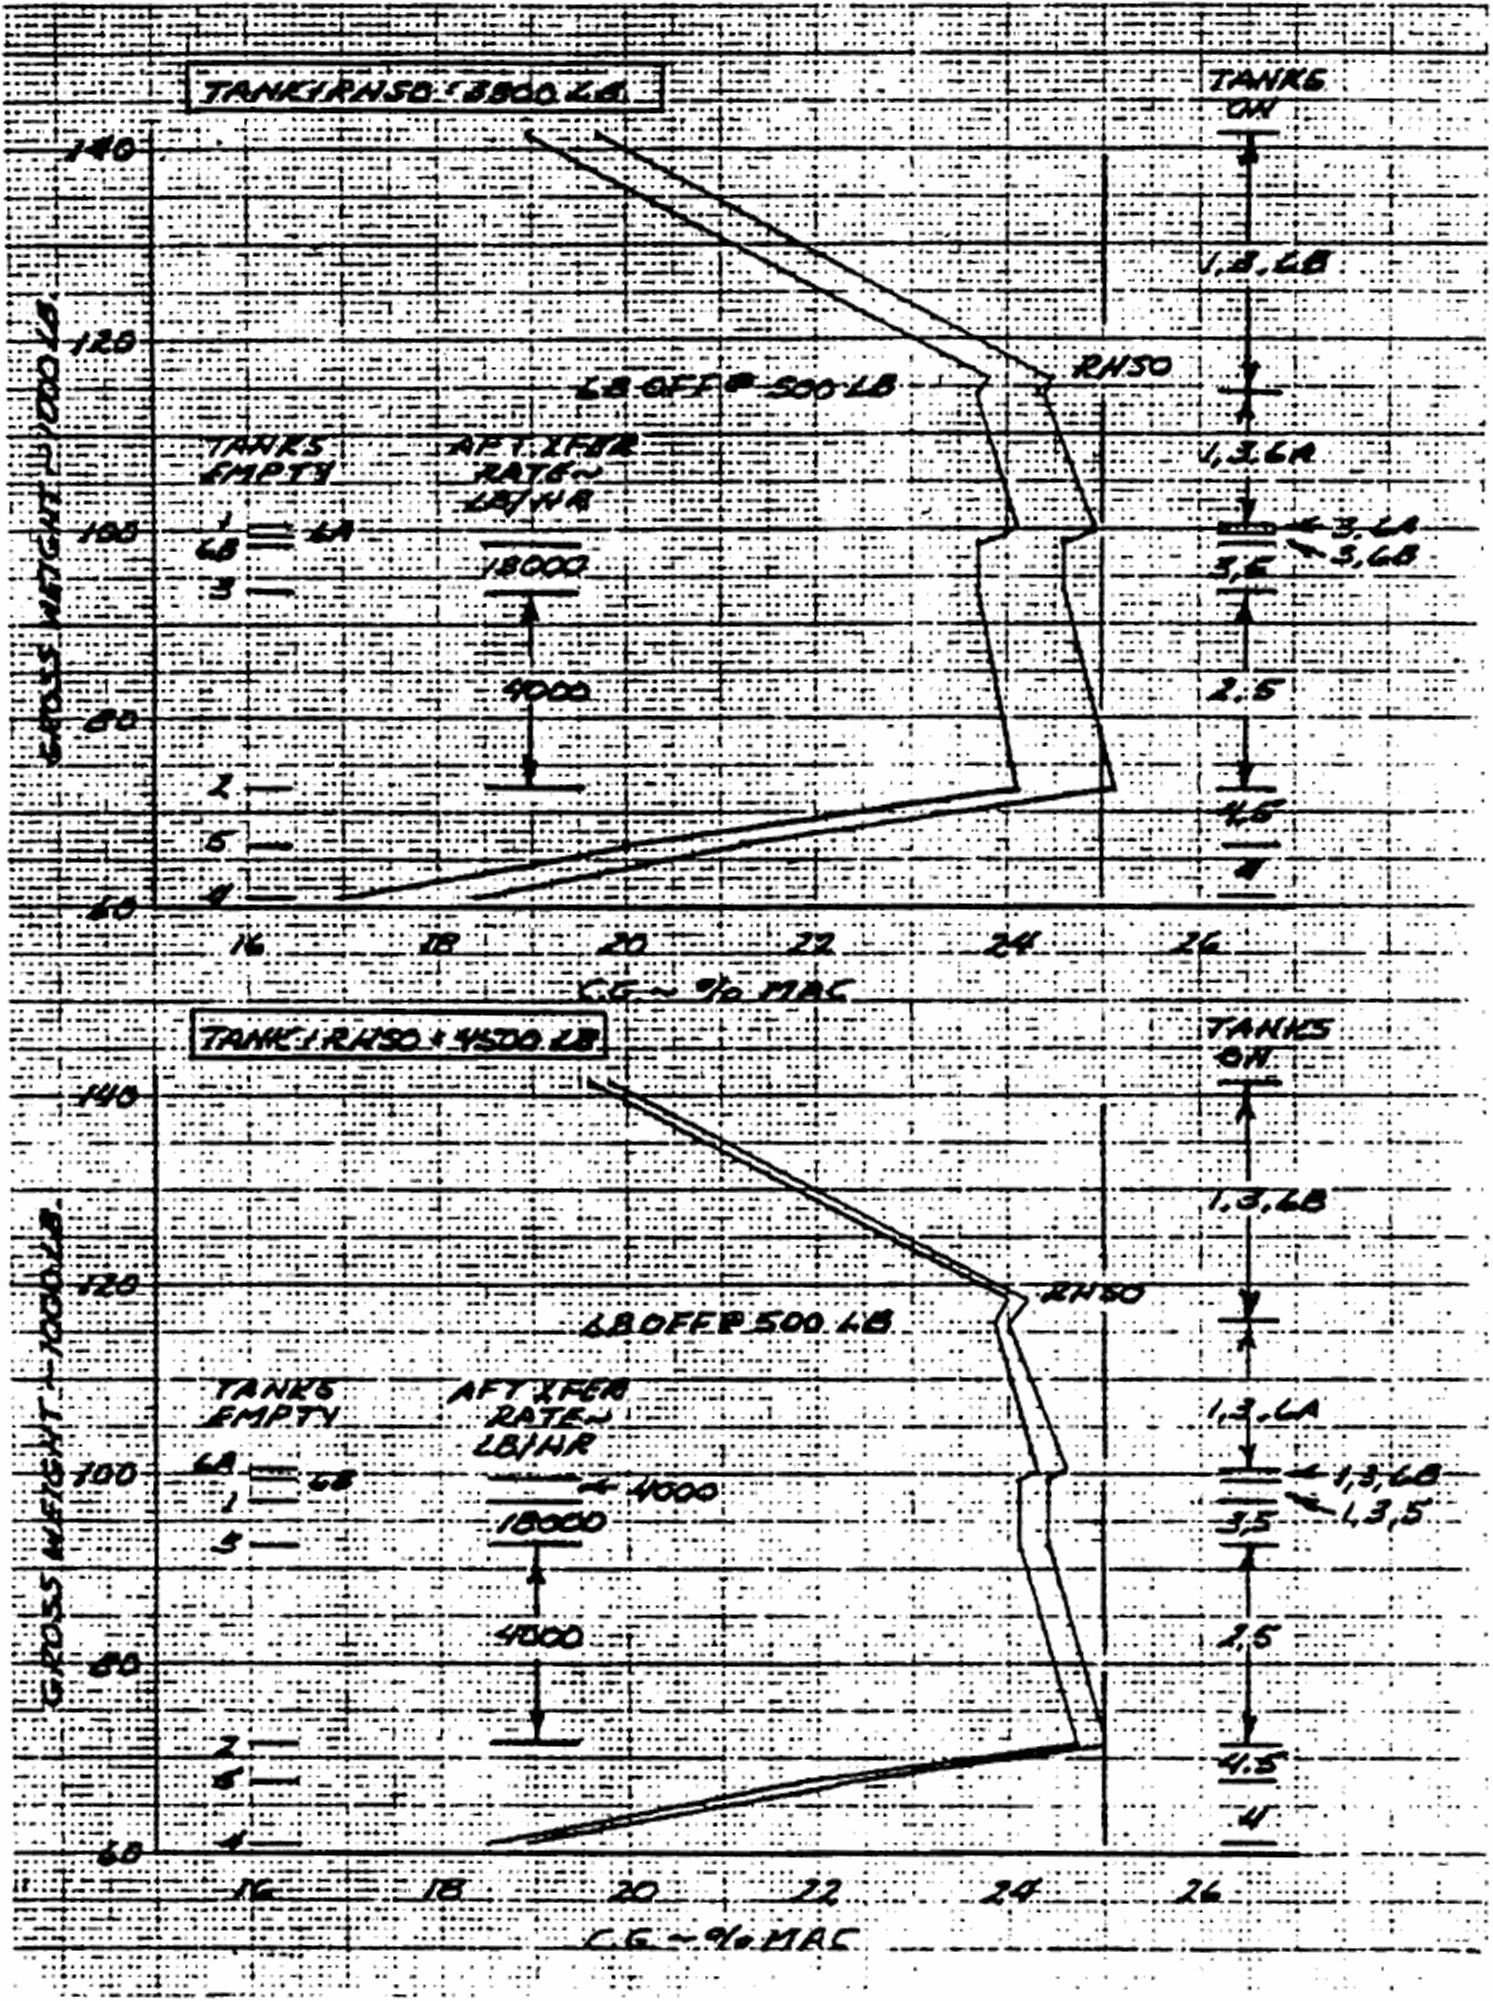 TANK 1 RHSO = 3800 LB
TANKS
ON
140
120
100
80
60
GROSS WEIGHT ~ 1000 LB.
1, 3, 6B
RHSO
6B OFF @ 500 LB
1, 3, 6A
TANKS
EMPTY
1
6A
6B
3
2
5
4
AFT XFER
RATE ~
LB/HR
18000
4000
3, 6A
3, 6B
3, 5
2, 5
4, 5
4
16 18 20 22 24 26
C.G. ~ % MAC
TANK 1 RHSO = 4500 LB
TANKS
ON
140
120
100
80
60
GROSS WEIGHT ~ 1000 LB.
1, 3, 6B
RHSO
6B OFF @ 500 LB
1, 3, 6A
TANKS
EMPTY
6A
6B
1
3
2
5
4
AFT XFER
RATE ~
LB/HR
4000
18000
4000
1, 3, 6B
1, 3, 5
3, 5
2, 5
4, 5
4
16 18 20 22 24 26
C.G. ~ % MAC